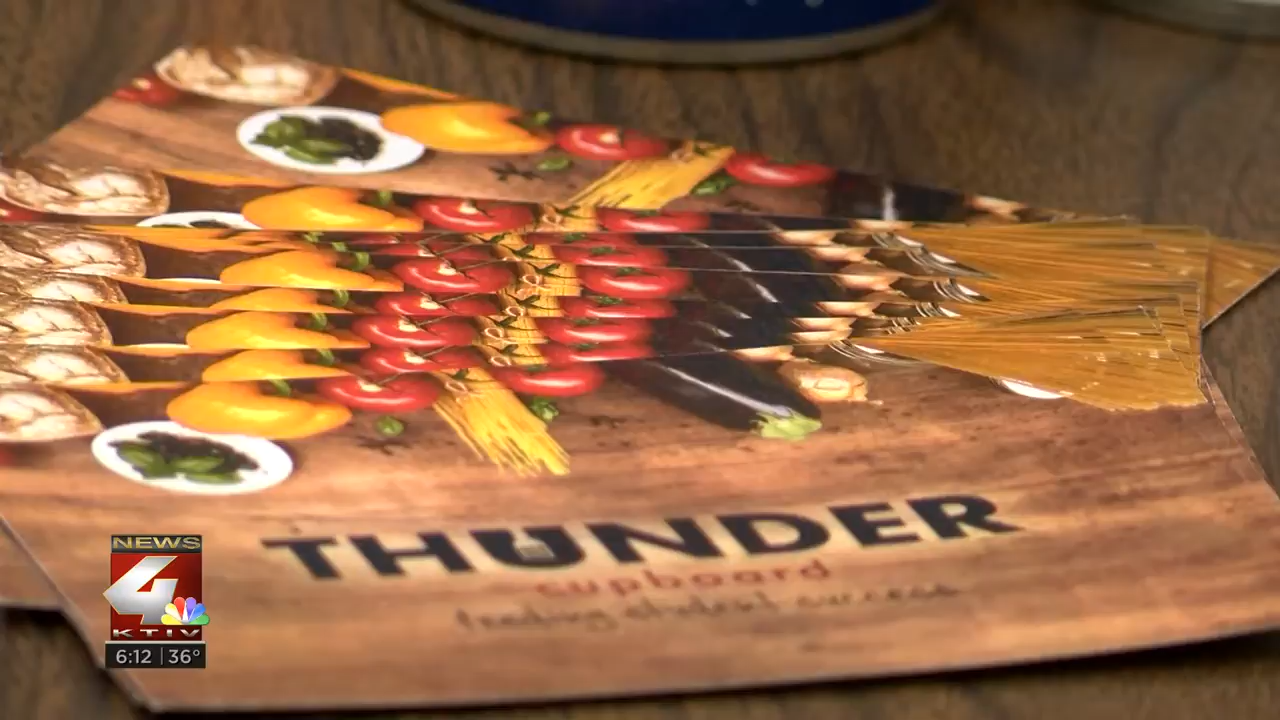 THUNDER
cupboard
feeding student success
NEWS
4
KTIV
6:12 | 36°